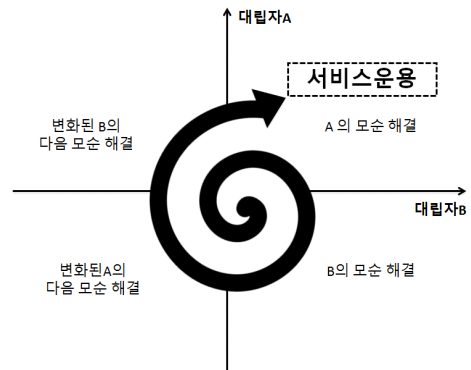 대립자A
서비스운용
변화된 B의
다음 모순 해결
A 의 모순 해결
대립자B
변화된A의
다음 모순 해결
B의 모순 해결